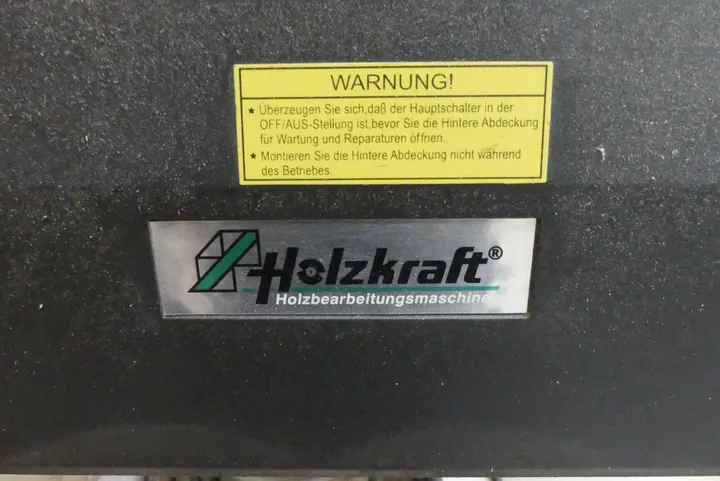 WARNUNG!
★ Überzeugen Sie sich,daß der Hauptschalter in der
OFF/AUS-Stellung ist,bevor Sie die Hintere Abdeckung
für Wartung und Reparaturen öffnen.
★ Montieren Sie die Hintere Abdeckung nicht während
des Betriebes.
Holzkraft®
Holzbearbeitungsmaschine